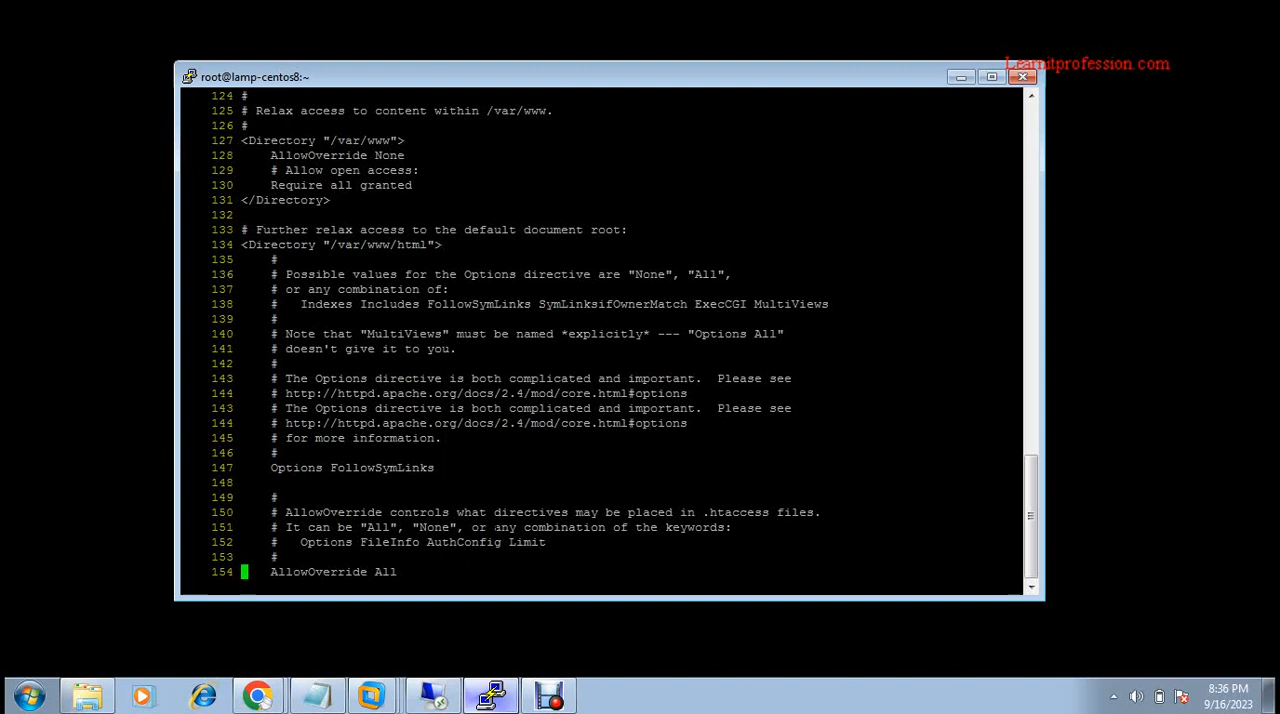 root@lamp-centos8:~
Learnitprofession.com
124 #
125 # Relax access to content within /var/www.
126 #
127 <Directory "/var/www">
128     AllowOverride None
129     # Allow open access:
130     Require all granted
131 </Directory>
132
133 # Further relax access to the default document root:
134 <Directory "/var/www/html">
135     #
136     # Possible values for the Options directive are "None", "All",
137     # or any combination of:
138     #   Indexes Includes FollowSymLinks SymLinksifOwnerMatch ExecCGI MultiViews
139     #
140     # Note that "MultiViews" must be named *explicitly* --- "Options All"
141     # doesn't give it to you.
142     #
143     # The Options directive is both complicated and important.  Please see
144     # http://httpd.apache.org/docs/2.4/mod/core.html#options
143     # The Options directive is both complicated and important.  Please see
144     # http://httpd.apache.org/docs/2.4/mod/core.html#options
145     # for more information.
146     #
147     Options FollowSymLinks
148
149     #
150     # AllowOverride controls what directives may be placed in .htaccess files.
151     # It can be "All", "None", or any combination of the keywords:
152     #   Options FileInfo AuthConfig Limit
153     #
154     AllowOverride All
8:36 PM
9/16/2023